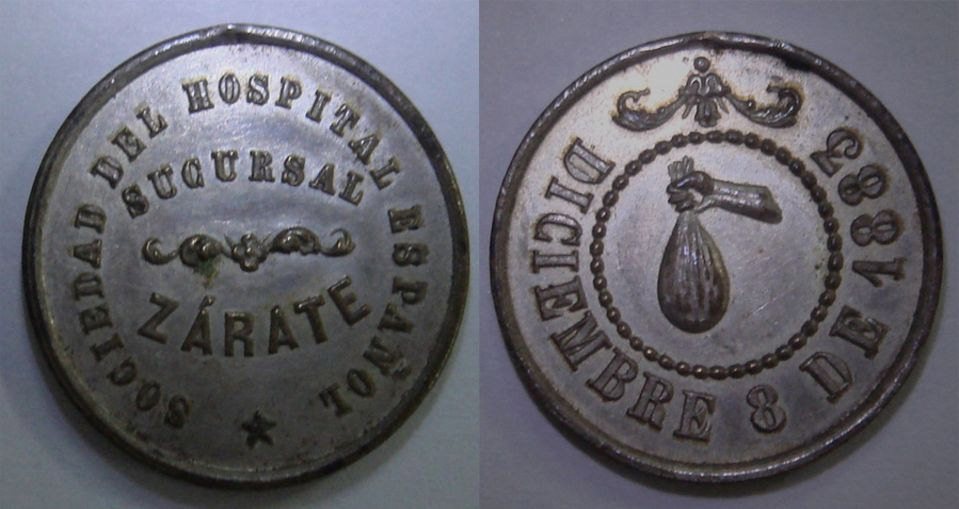 SOCIEDAD DEL HOSPITAL ESPAÑOL
SUCURSAL
ZÁRATE
DICIEMBRE 8 DE 1883